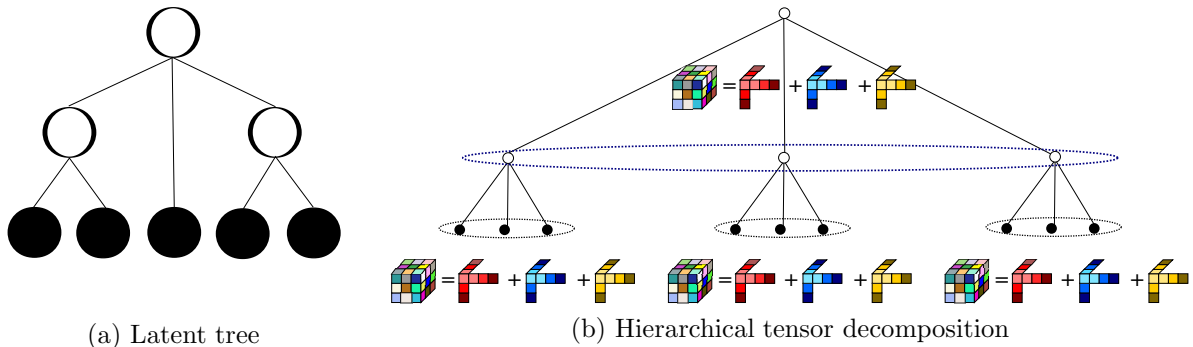 = + +
= + + = + + = + +
(a) Latent tree
(b) Hierarchical tensor decomposition